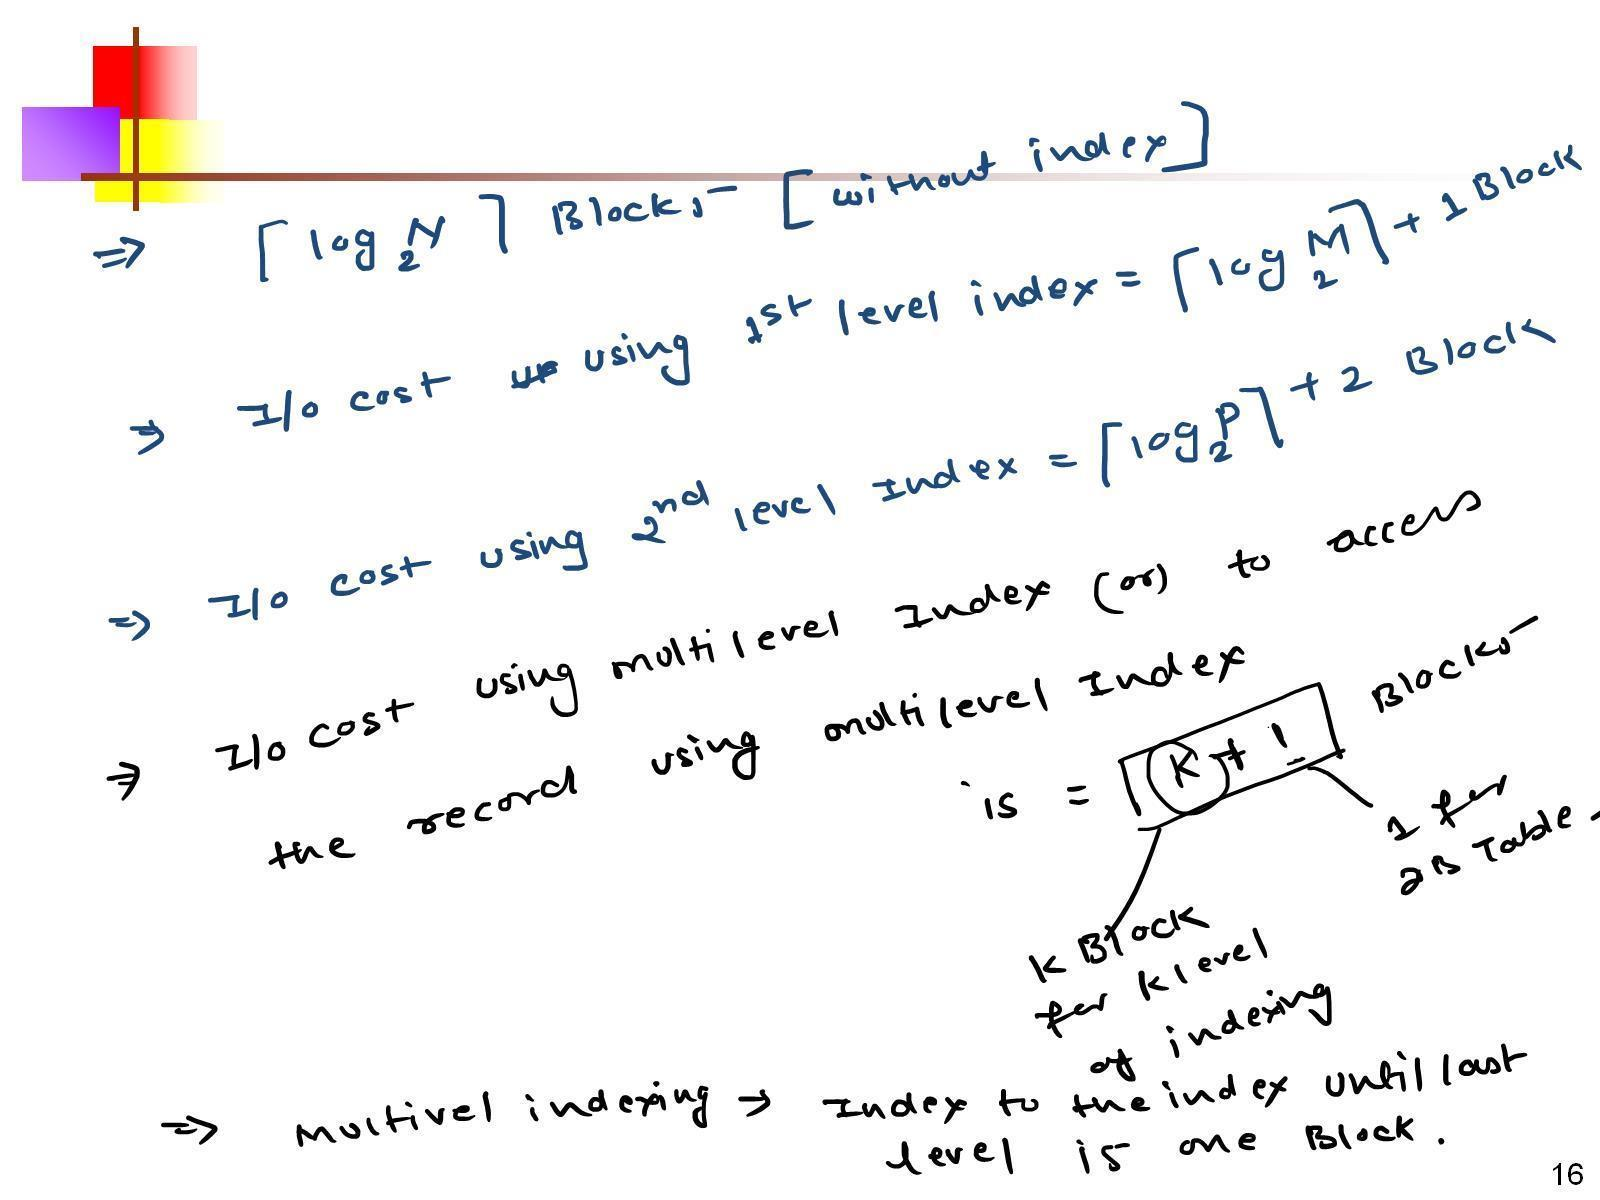 ⇒ ⌈log₂N⌉ Blocks [without index]
⇒ I/o cost using 1st level index = ⌈log₂M⌉ + 1 Block
⇒ I/o cost using 2nd level Index = ⌈log₂P⌉ + 2 Block
⇒ I/o cost using multilevel Index (or) to access
the record using multilevel Index
is = K + 1 Blocks
1 for
DB Table
K Block
for K level
of indexing
⇒ Multivel indexing → Index to the index until last
level is one Block.
16